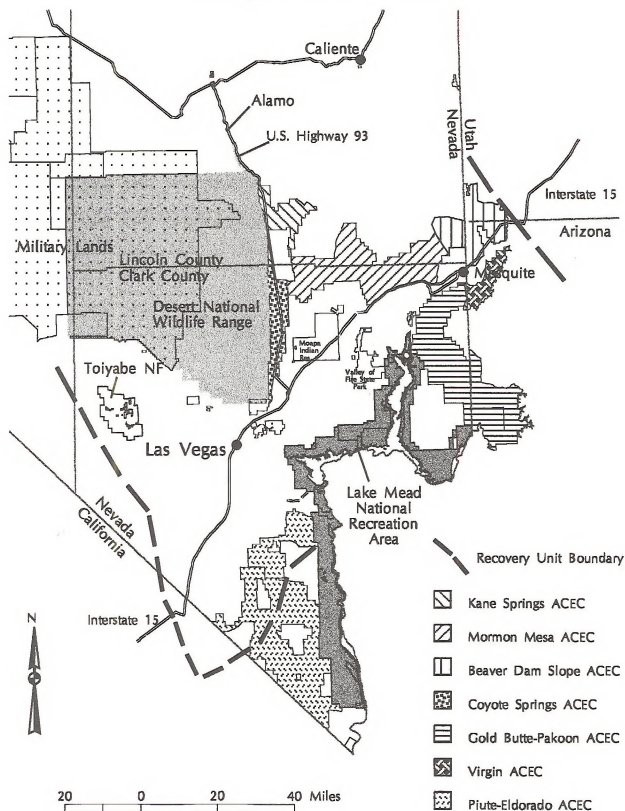 Caliente
Alamo
U.S. Highway 93
Utah
Nevada
Interstate 15
Arizona
Military Lands
Lincoln County
Clark County
Mesquite
Desert National
Wildlife Range
Moapa
Indian
Res
Valley of
Fire State
Park
Toiyabe NF
Las Vegas
Lake Mead
National
Recreation
Area
Nevada
California
Recovery Unit Boundary
Interstate 15
N
Kane Springs ACEC
Mormon Mesa ACEC
Beaver Dam Slope ACEC
Coyote Springs ACEC
Gold Butte-Pakoon ACEC
Virgin ACEC
Piute-Eldorado ACEC
20 0 20 40 Miles